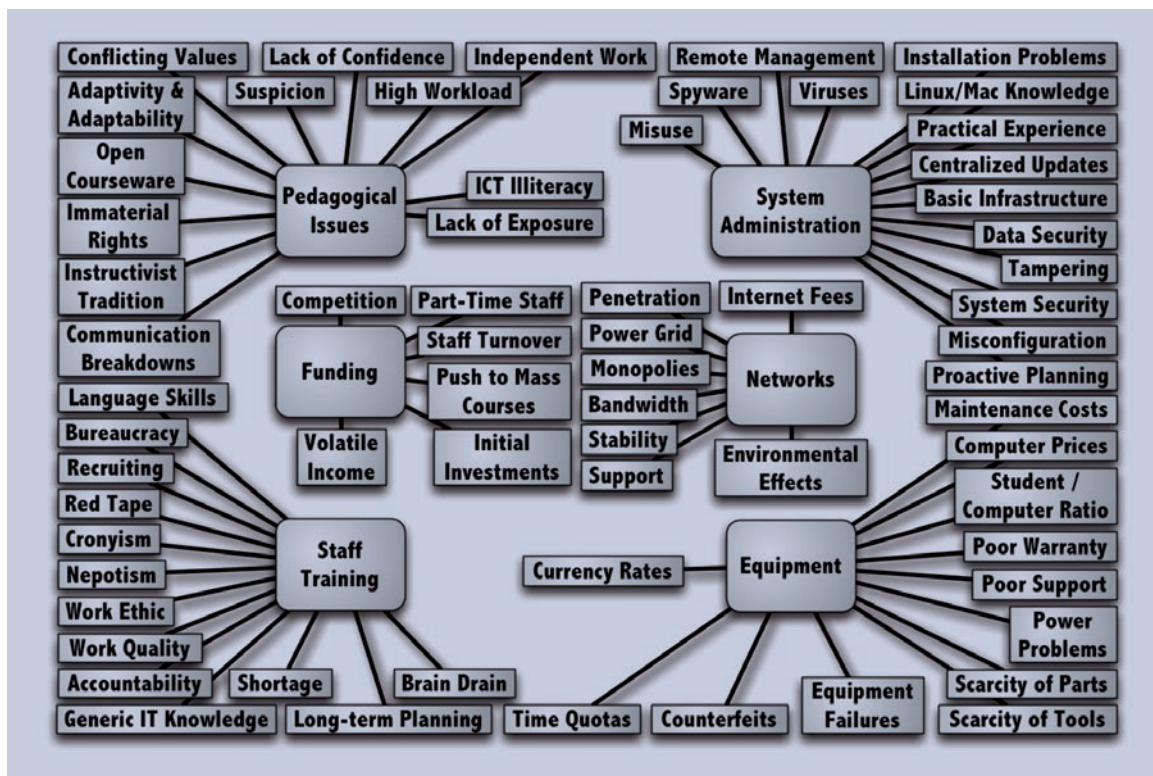 Conflicting Values
Lack of Confidence
Independent Work
Adaptivity &
Adaptability
Suspicion
High Workload
Open
Courseware
Immaterial
Rights
Instructivist
Tradition
Communication
Breakdowns
Pedagogical
Issues
ICT Illiteracy
Lack of Exposure
Remote Management
Installation Problems
Spyware
Viruses
Linux/Mac Knowledge
Misuse
Practical Experience
Centralized Updates
Basic Infrastructure
Data Security
Tampering
System Security
Misconfiguration
Proactive Planning
System
Administration
Competition
Part-Time Staff
Staff Turnover
Push to Mass
Courses
Initial
Investments
Volatile
Income
Funding
Penetration
Internet Fees
Power Grid
Monopolies
Bandwidth
Stability
Support
Environmental
Effects
Networks
Language Skills
Bureaucracy
Recruiting
Red Tape
Cronyism
Nepotism
Work Ethic
Work Quality
Accountability
Generic IT Knowledge
Shortage
Long-term Planning
Brain Drain
Staff
Training
Maintenance Costs
Computer Prices
Student /
Computer Ratio
Poor Warranty
Poor Support
Power
Problems
Scarcity of Parts
Scarcity of Tools
Equipment
Currency Rates
Time Quotas
Counterfeits
Equipment
Failures